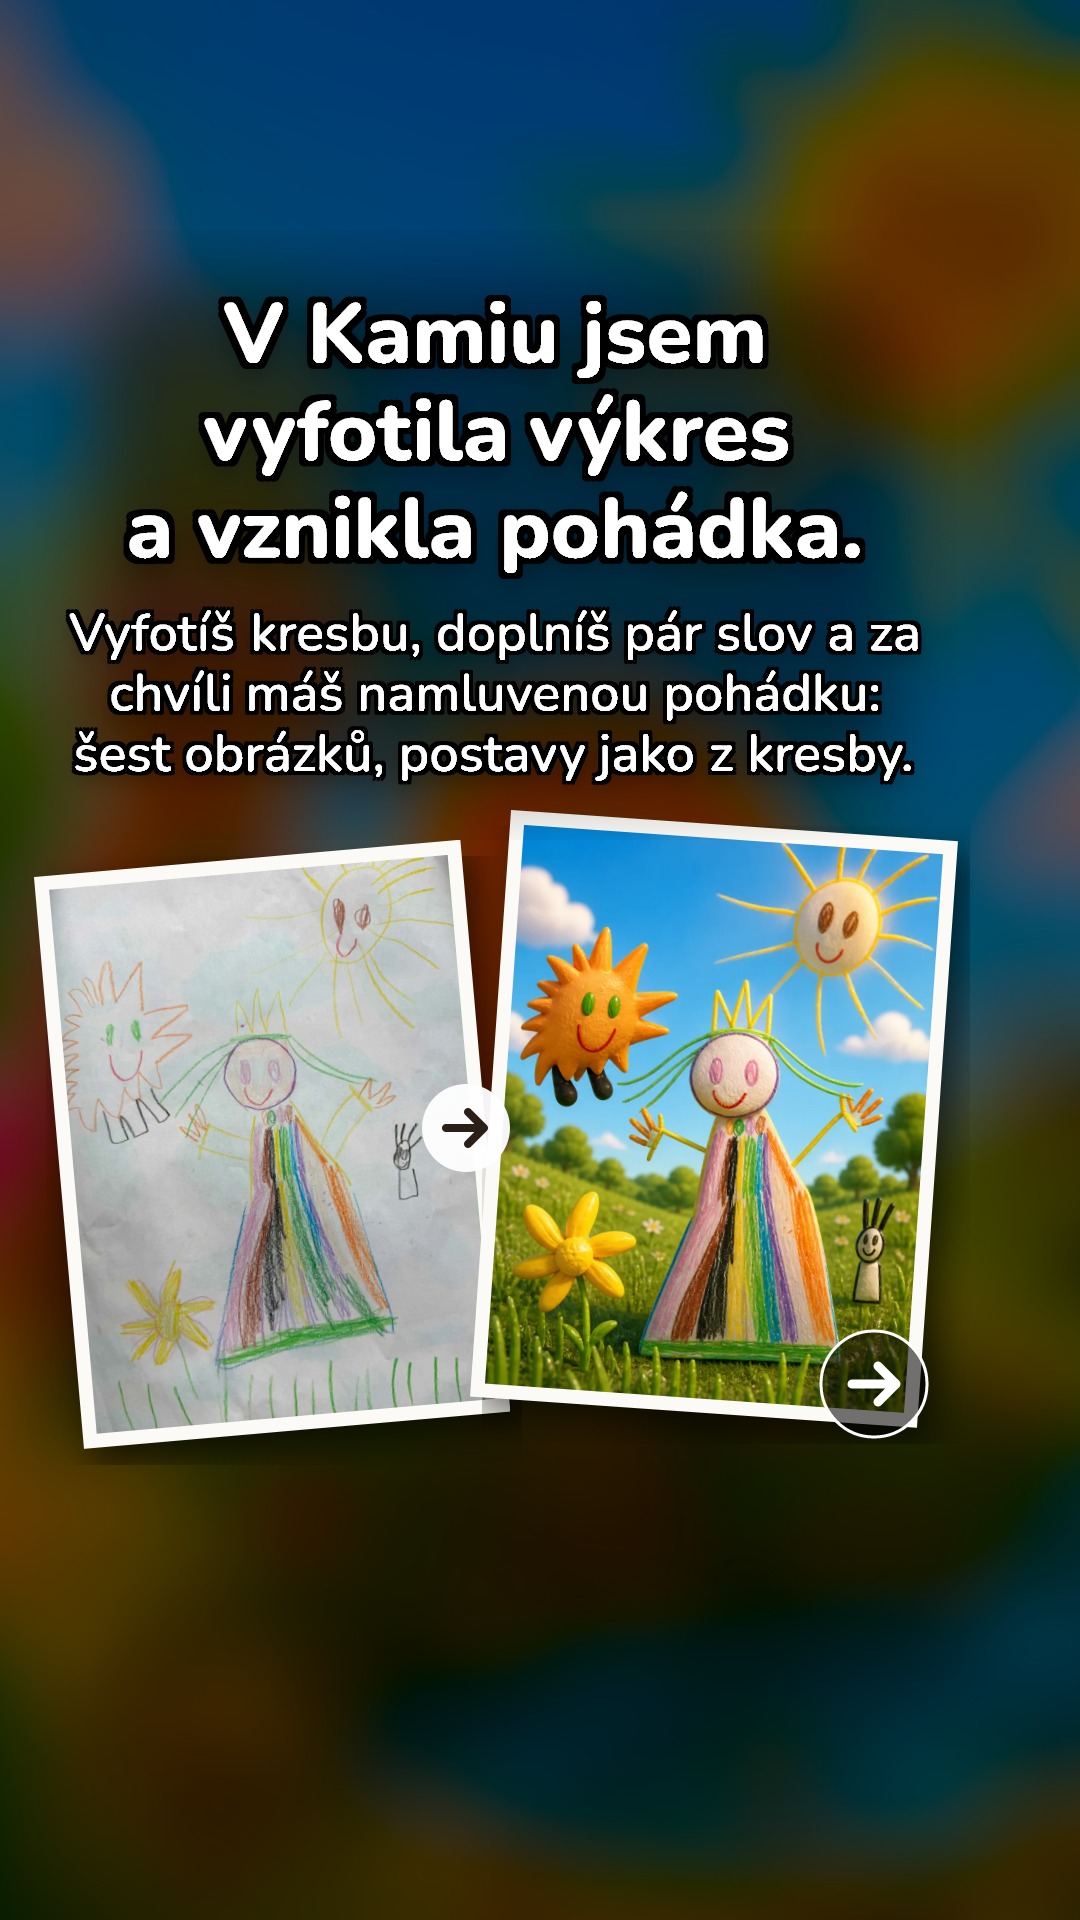 V Kamiu jsem
vyfotila výkres
a vznikla pohádka.
Vyfotíš kresbu, doplníš pár slov a za
chvíli máš namluvenou pohádku:
šest obrázků, postavy jako z kresby.